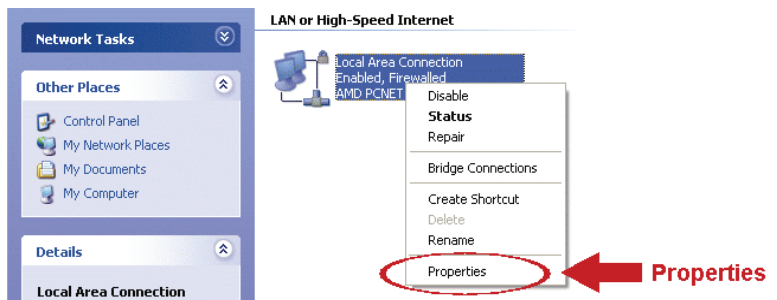 Network Tasks
Other Places
Control Panel
My Network Places
My Documents
My Computer
Details
Local Area Connection
LAN or High-Speed Internet
Local Area Connection
Enabled, Firewalled
AMD PCNET
Disable
Status
Repair
Bridge Connections
Create Shortcut
Delete
Rename
Properties
Properties